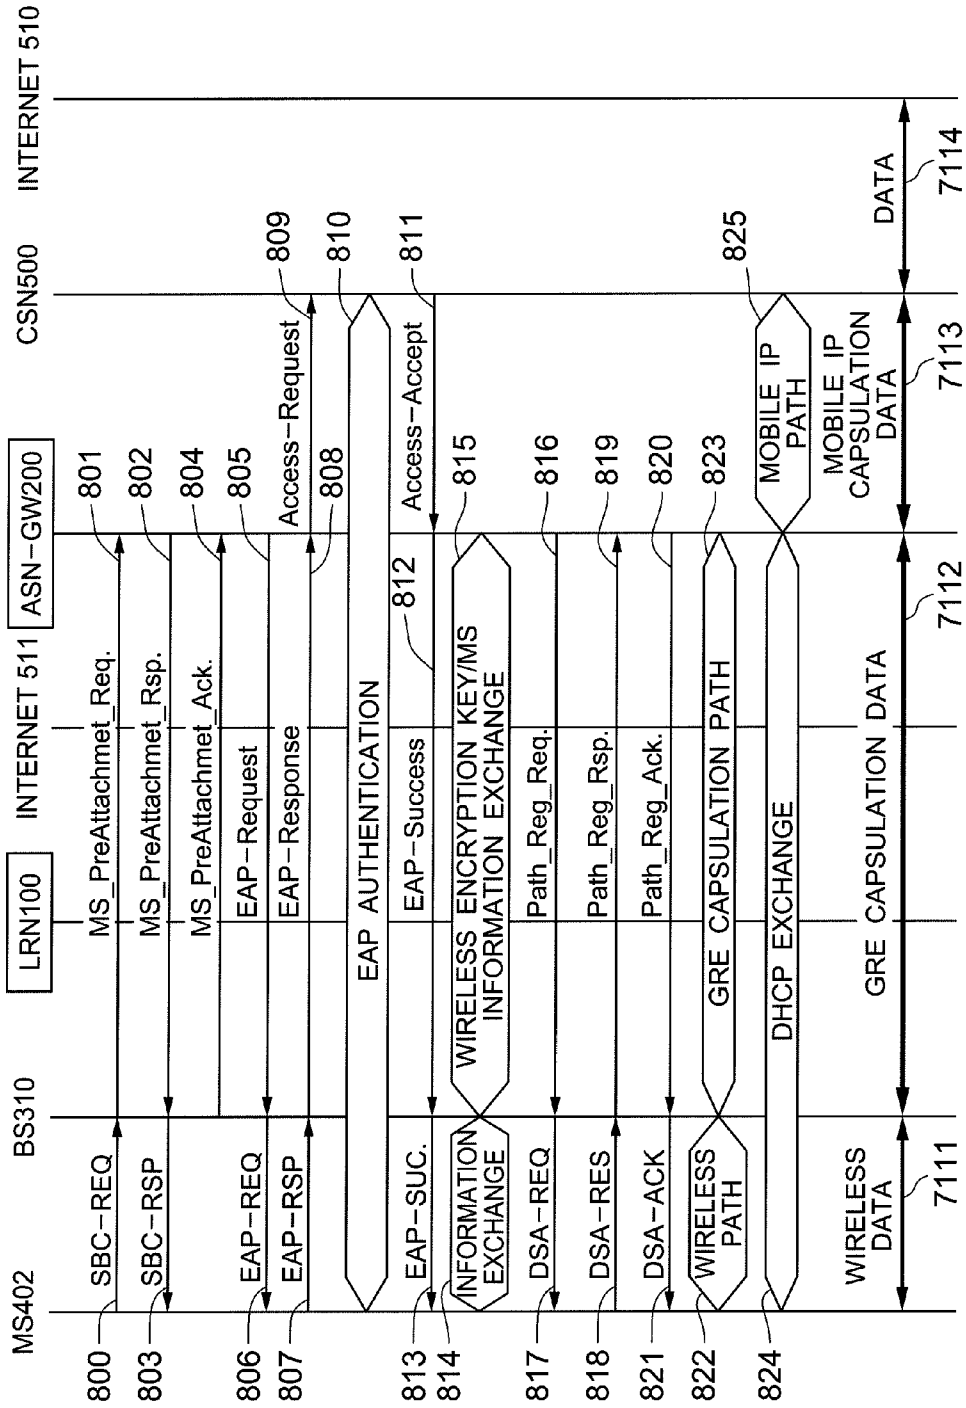 MS402
BS310
LRN100
INTERNET 511
ASN-GW200
CSN500
INTERNET 510
800
SBC-REQ
MS_PreAttachmet_Req.
801
803
SBC-RSP
MS_PreAttachmet_Rsp.
802
MS_PreAttachmet_Ack.
804
806
EAP-REQ
EAP-Request
805
807
EAP-RSP
EAP-Response
808
Access-Request
809
EAP AUTHENTICATION
810
813
EAP-SUC.
EAP-Success
812
Access-Accept
811
814
INFORMATION
EXCHANGE
WIRELESS ENCRYPTION KEY/MS
INFORMATION EXCHANGE
815
817
DSA-REQ
Path_Reg_Req.
816
818
DSA-RES
Path_Reg_Rsp.
819
821
DSA-ACK
Path_Reg_Ack.
820
822
WIRELESS
PATH
GRE CAPSULATION PATH
823
824
DHCP EXCHANGE
MOBILE IP
PATH
825
WIRELESS
DATA
7111
GRE CAPSULATION DATA
7112
MOBILE IP
CAPSULATION
DATA
7113
DATA
7114